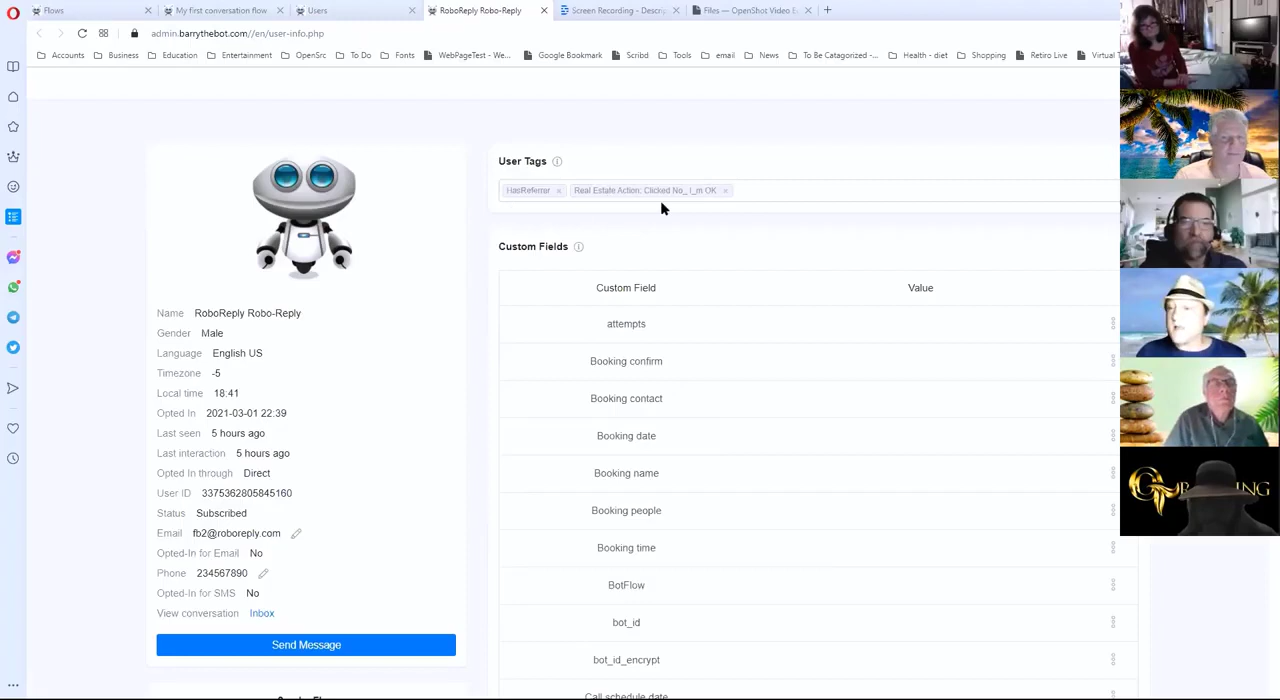 Flows
My first conversation flow
Users
RoboReply Robo-Reply
Screen Recording - Descrip
Files — OpenShot Video E
admin.barrythebot.com//en/user-info.php
Accounts
Business
Education
Entertainment
OpenSrc
To Do
Fonts
WebPageTest - We...
Google Bookmark
Scribd
Tools
email
News
To Be Catagorized -...
Health - diet
Shopping
Retiro Live
Virtual T
User Tags
HasReferrer
Real Estate Action: Clicked No_ I_m OK
Custom Fields
Custom Field Value
attempts
Booking confirm
Booking contact
Booking date
Booking name
Booking people
Booking time
BotFlow
bot_id
bot_id_encrypt
Call schedule date
Name RoboReply Robo-Reply
Gender Male
Language English US
Timezone -5
Local time 18:41
Opted In 2021-03-01 22:39
Last seen 5 hours ago
Last interaction 5 hours ago
Opted In through Direct
User ID 3375362805845160
Status Subscribed
Email fb2@roboreply.com
Opted-In for Email No
Phone 234567890
Opted-In for SMS No
View conversation Inbox
Send Message